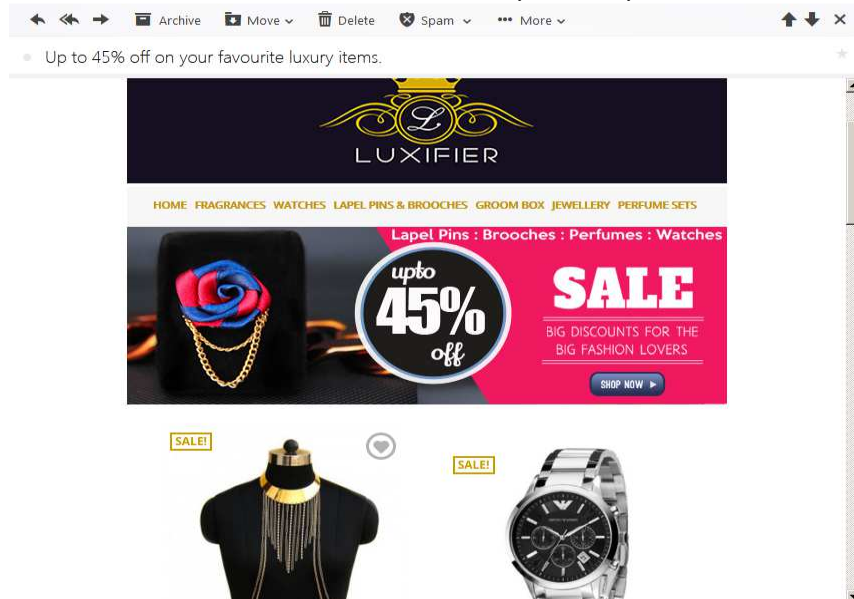 Archive Move Delete Spam More
Up to 45% off on your favourite luxury items.
L
LUXIFIER
HOME FRAGRANCES WATCHES LAPEL PINS & BROOCHES GROOM BOX JEWELLERY PERFUME SETS
Lapel Pins : Brooches : Perfumes : Watches
upto
45%
off
SALE
BIG DISCOUNTS FOR THE
BIG FASHION LOVERS
SHOP NOW
SALE!
SALE!